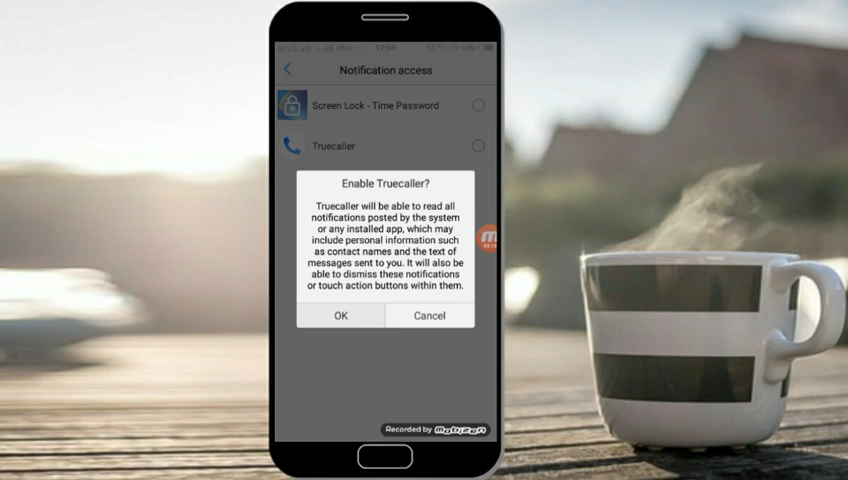 12:06
Notification access
Screen Lock - Time Password
Truecaller
Enable Truecaller?
Truecaller will be able to read all
notifications posted by the system
or any installed app, which may
include personal information such
as contact names and the text of
messages sent to you. It will also be
able to dismiss these notifications
or touch action buttons within them.
OK
Cancel
Recorded by mobizen